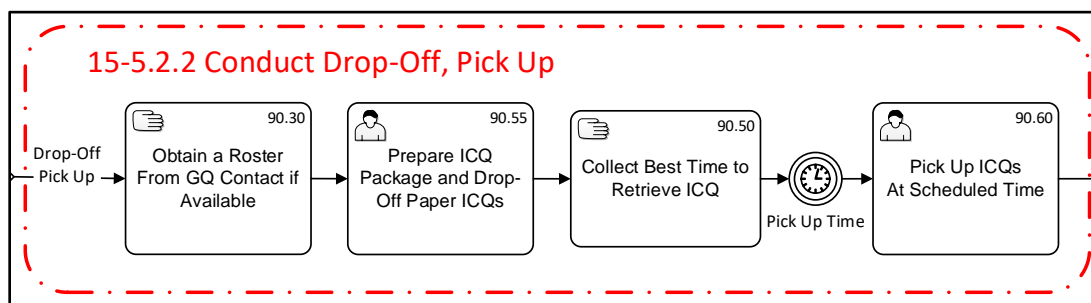 15-5.2.2 Conduct Drop-Off, Pick Up
Drop-Off
Pick Up
90.30
Obtain a Roster
From GQ Contact if
Available
90.55
Prepare ICQ
Package and Drop-
Off Paper ICQs
90.50
Collect Best Time to
Retrieve ICQ
Pick Up Time
90.60
Pick Up ICQs
At Scheduled Time